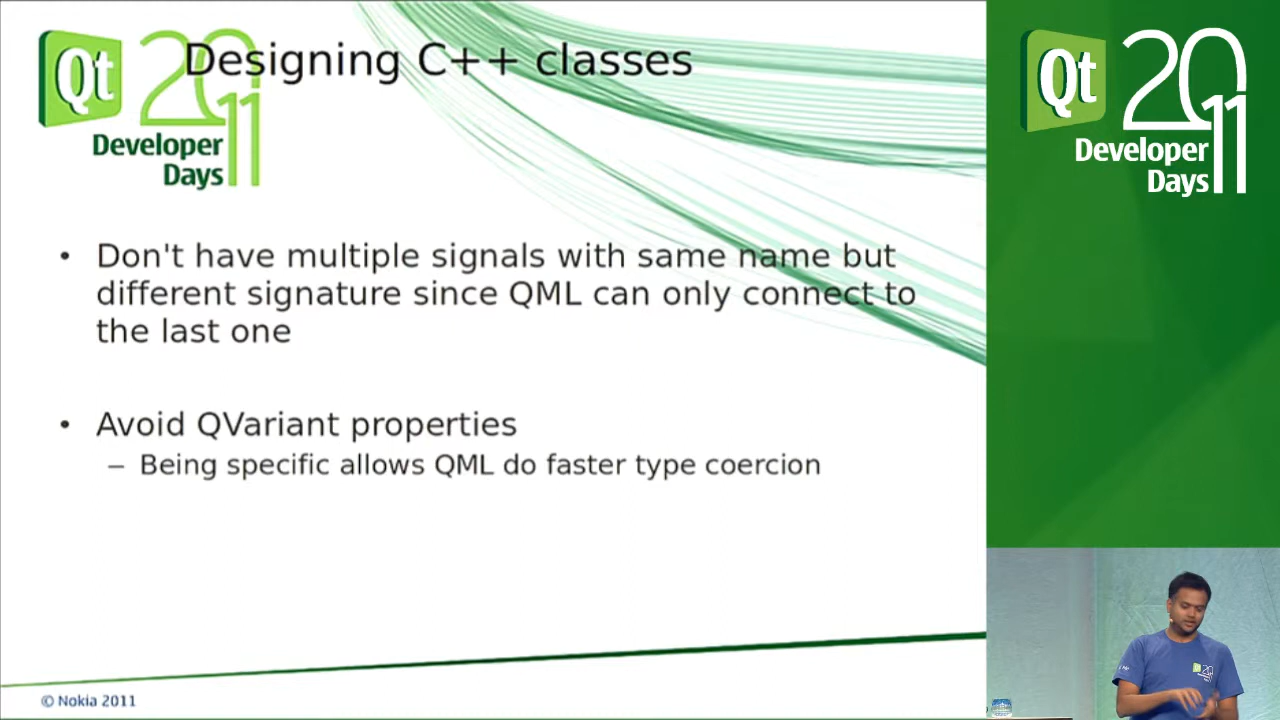 Qt 2011
Developer
Days
Designing C++ classes
• Don't have multiple signals with same name but
different signature since QML can only connect to
the last one
• Avoid QVariant properties
– Being specific allows QML do faster type coercion
© Nokia 2011
Qt 2011
Developer
Days